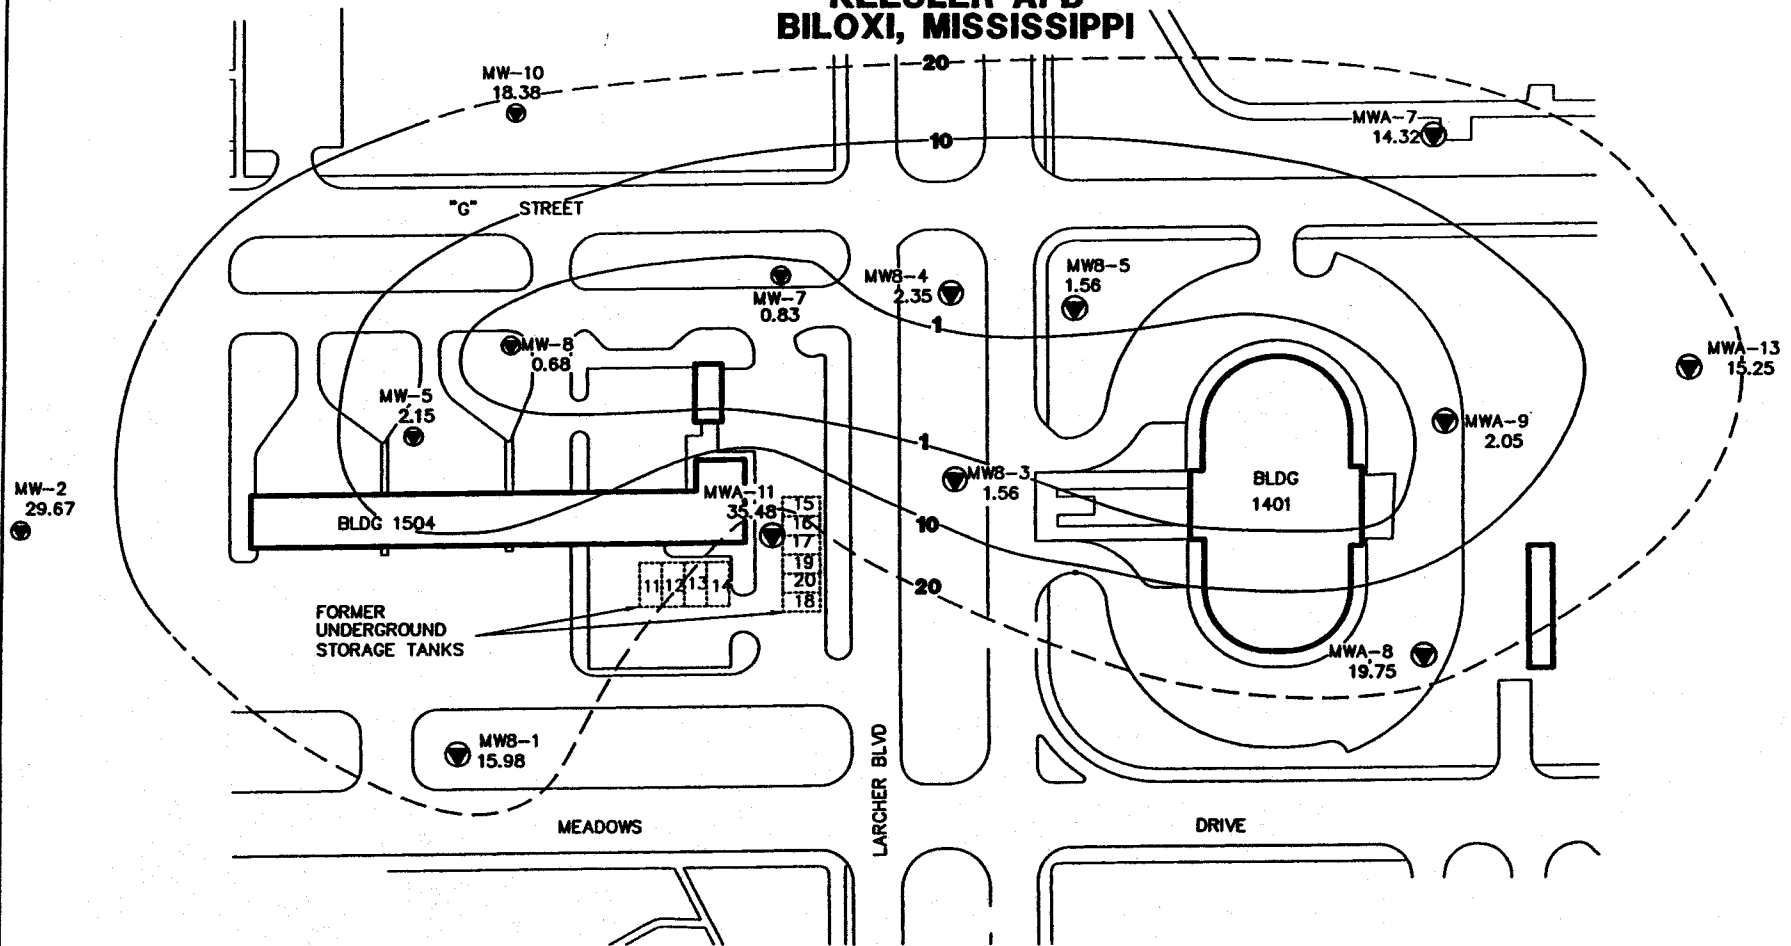 BILOXI, MISSISSIPPI
20
MW-10
18.38
MWA-7
14.32
10
"G" STREET
MW8-4
2.35
MW8-5
1.56
MW-7
0.83
1
MW-8
0.68
MWA-13
15.25
MW-5
2.15
MWA-9
2.05
1
MW8-3
1.56
BLDG
1401
MW-2
29.67
MWA-11
35.48
BLDG 1504
10
15
16
17
19
20
18
11 12 13 14
20
FORMER
UNDERGROUND
STORAGE TANKS
MWA-8
19.75
MW8-1
15.98
LARCHER BLVD
MEADOWS DRIVE